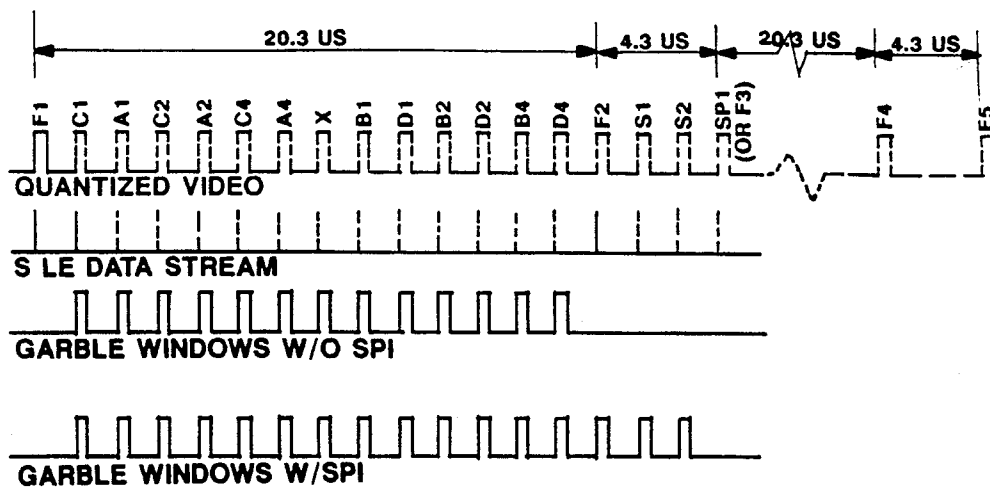 20.3 US 4.3 US 20.3 US 4.3 US
F1 C1 A1 C2 A2 C4 A4 X B1 D1 B2 D2 B4 D4 F2 S1 S2 SP1 (OR F3) F4 F5
QUANTIZED VIDEO
S LE DATA STREAM
GARBLE WINDOWS W/O SPI
GARBLE WINDOWS W/SPI